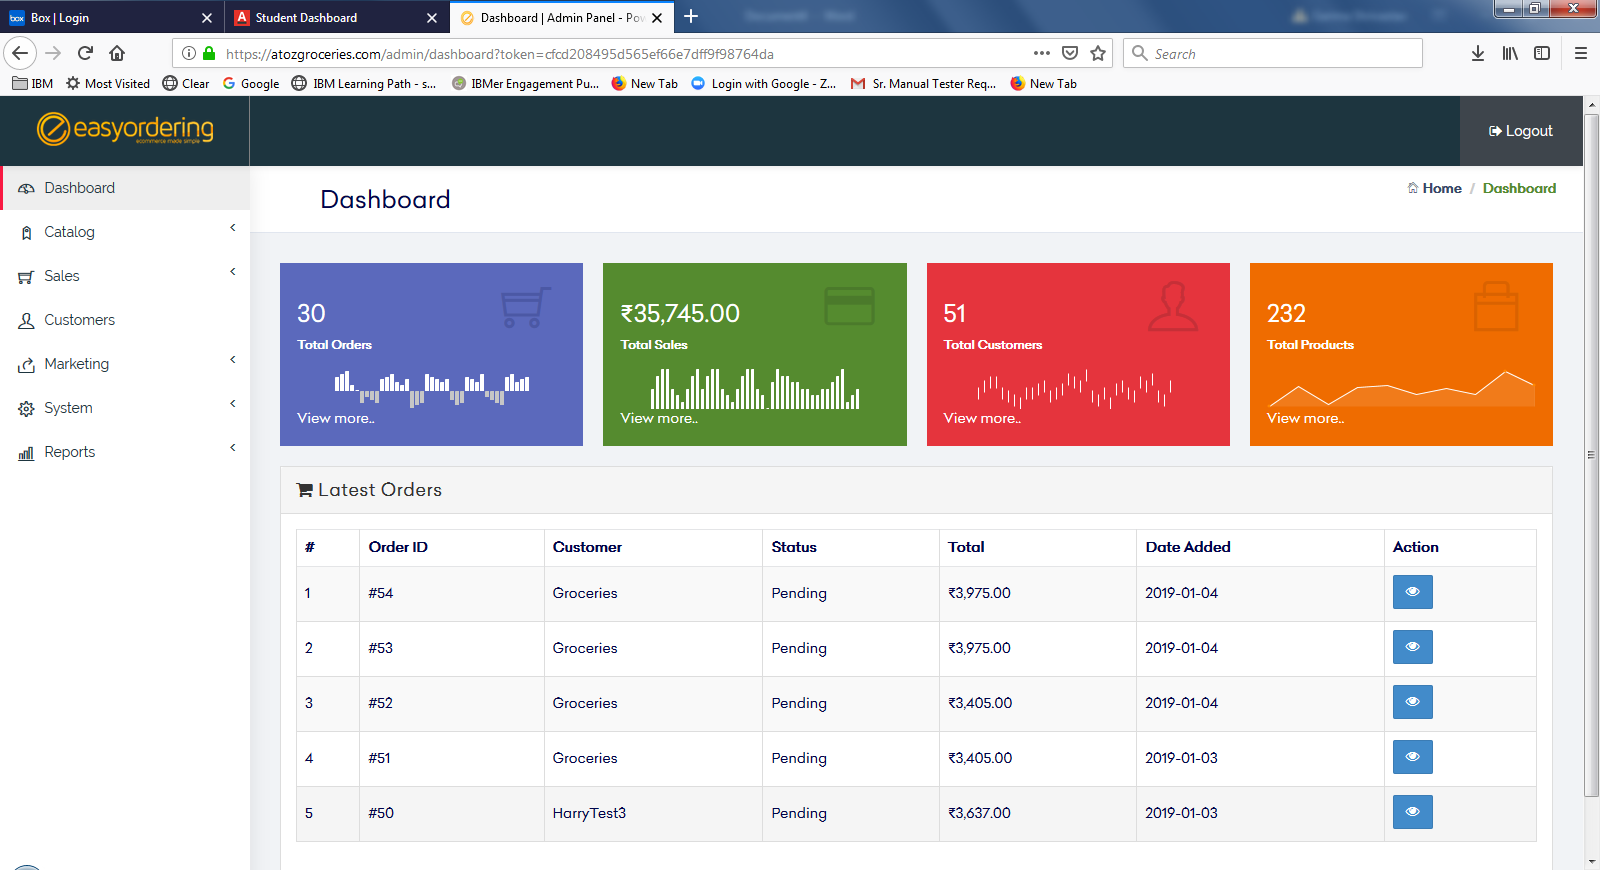 Box | Login
Student Dashboard
Dashboard | Admin Panel - Pov
https://atozgroceries.com/admin/dashboard?token=cfcd208495d565ef66e7dff9f98764da
Search
IBM
Most Visited
Clear
Google
IBM Learning Path - s...
IBMer Engagement Pu...
New Tab
Login with Google - Z...
Sr. Manual Tester Req...
New Tab
easyordering
ecommerce made simple
Logout
Dashboard
Catalog
Sales
Customers
Marketing
System
Reports
Dashboard
Home / Dashboard
30
Total Orders
View more..
₹35,745.00
Total Sales
View more..
51
Total Customers
View more..
232
Total Products
View more..
Latest Orders
# Order ID Customer Status Total Date Added Action
1 #54 Groceries Pending ₹3,975.00 2019-01-04
2 #53 Groceries Pending ₹3,975.00 2019-01-04
3 #52 Groceries Pending ₹3,405.00 2019-01-04
4 #51 Groceries Pending ₹3,405.00 2019-01-03
5 #50 HarryTest3 Pending ₹3,637.00 2019-01-03